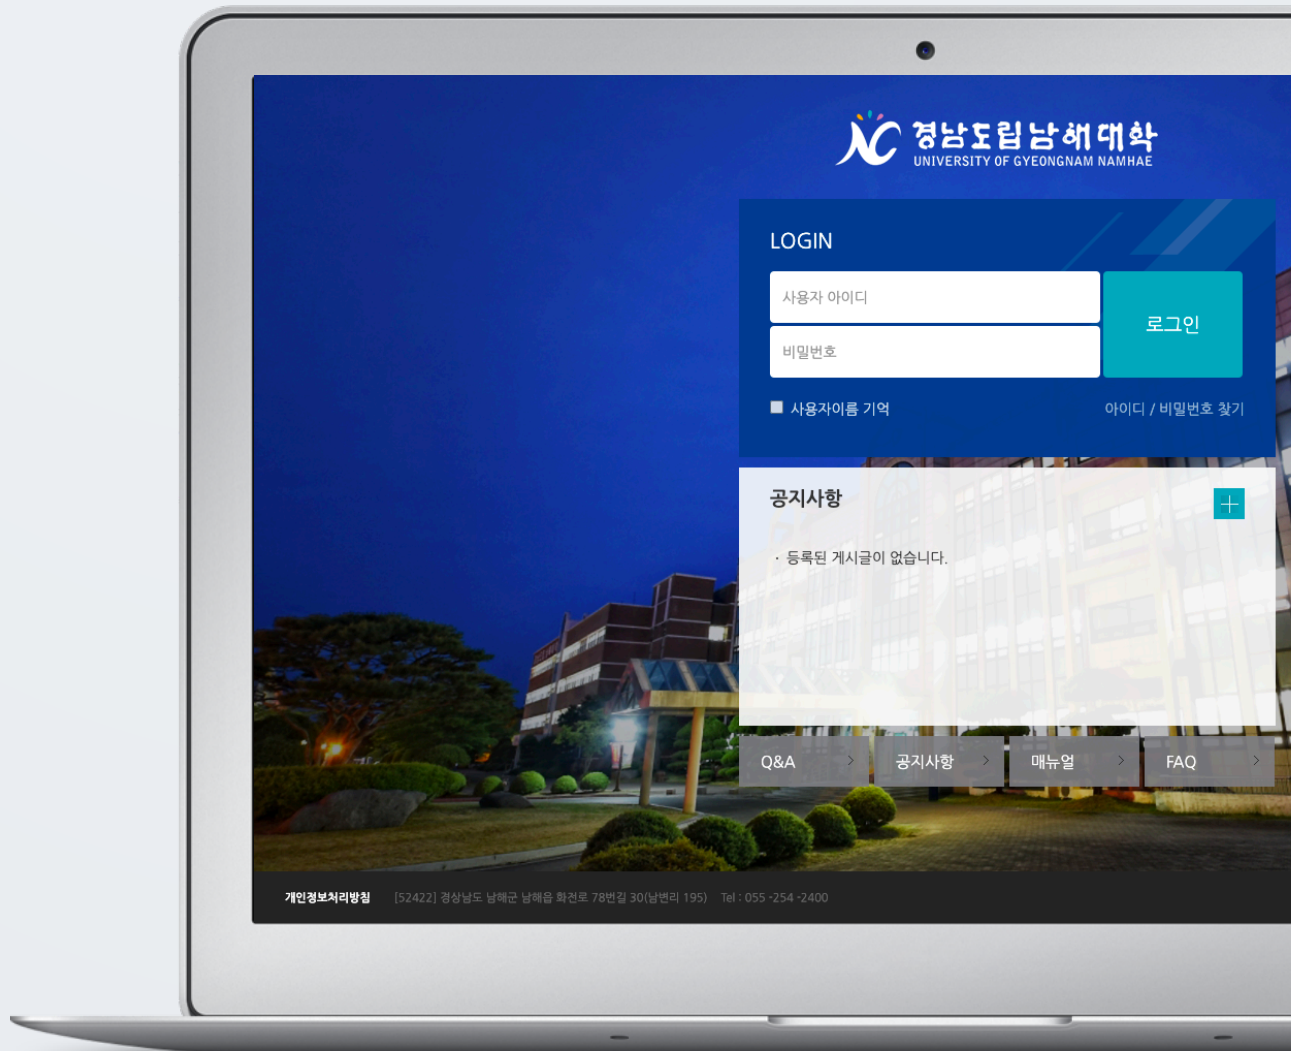 경남도립남해대학
UNIVERSITY OF GYEONGNAM NAMHAE
LOGIN
사용자 아이디
로그인
비밀번호
사용자이름 기억
아이디 / 비밀번호 찾기
공지사항
· 등록된 게시글이 없습니다.
Q&A
공지사항
매뉴얼
FAQ
개인정보처리방침 [52422] 경상남도 남해군 남해읍 화전로 78번길 30(남변리 195) Tel : 055 -254 -2400